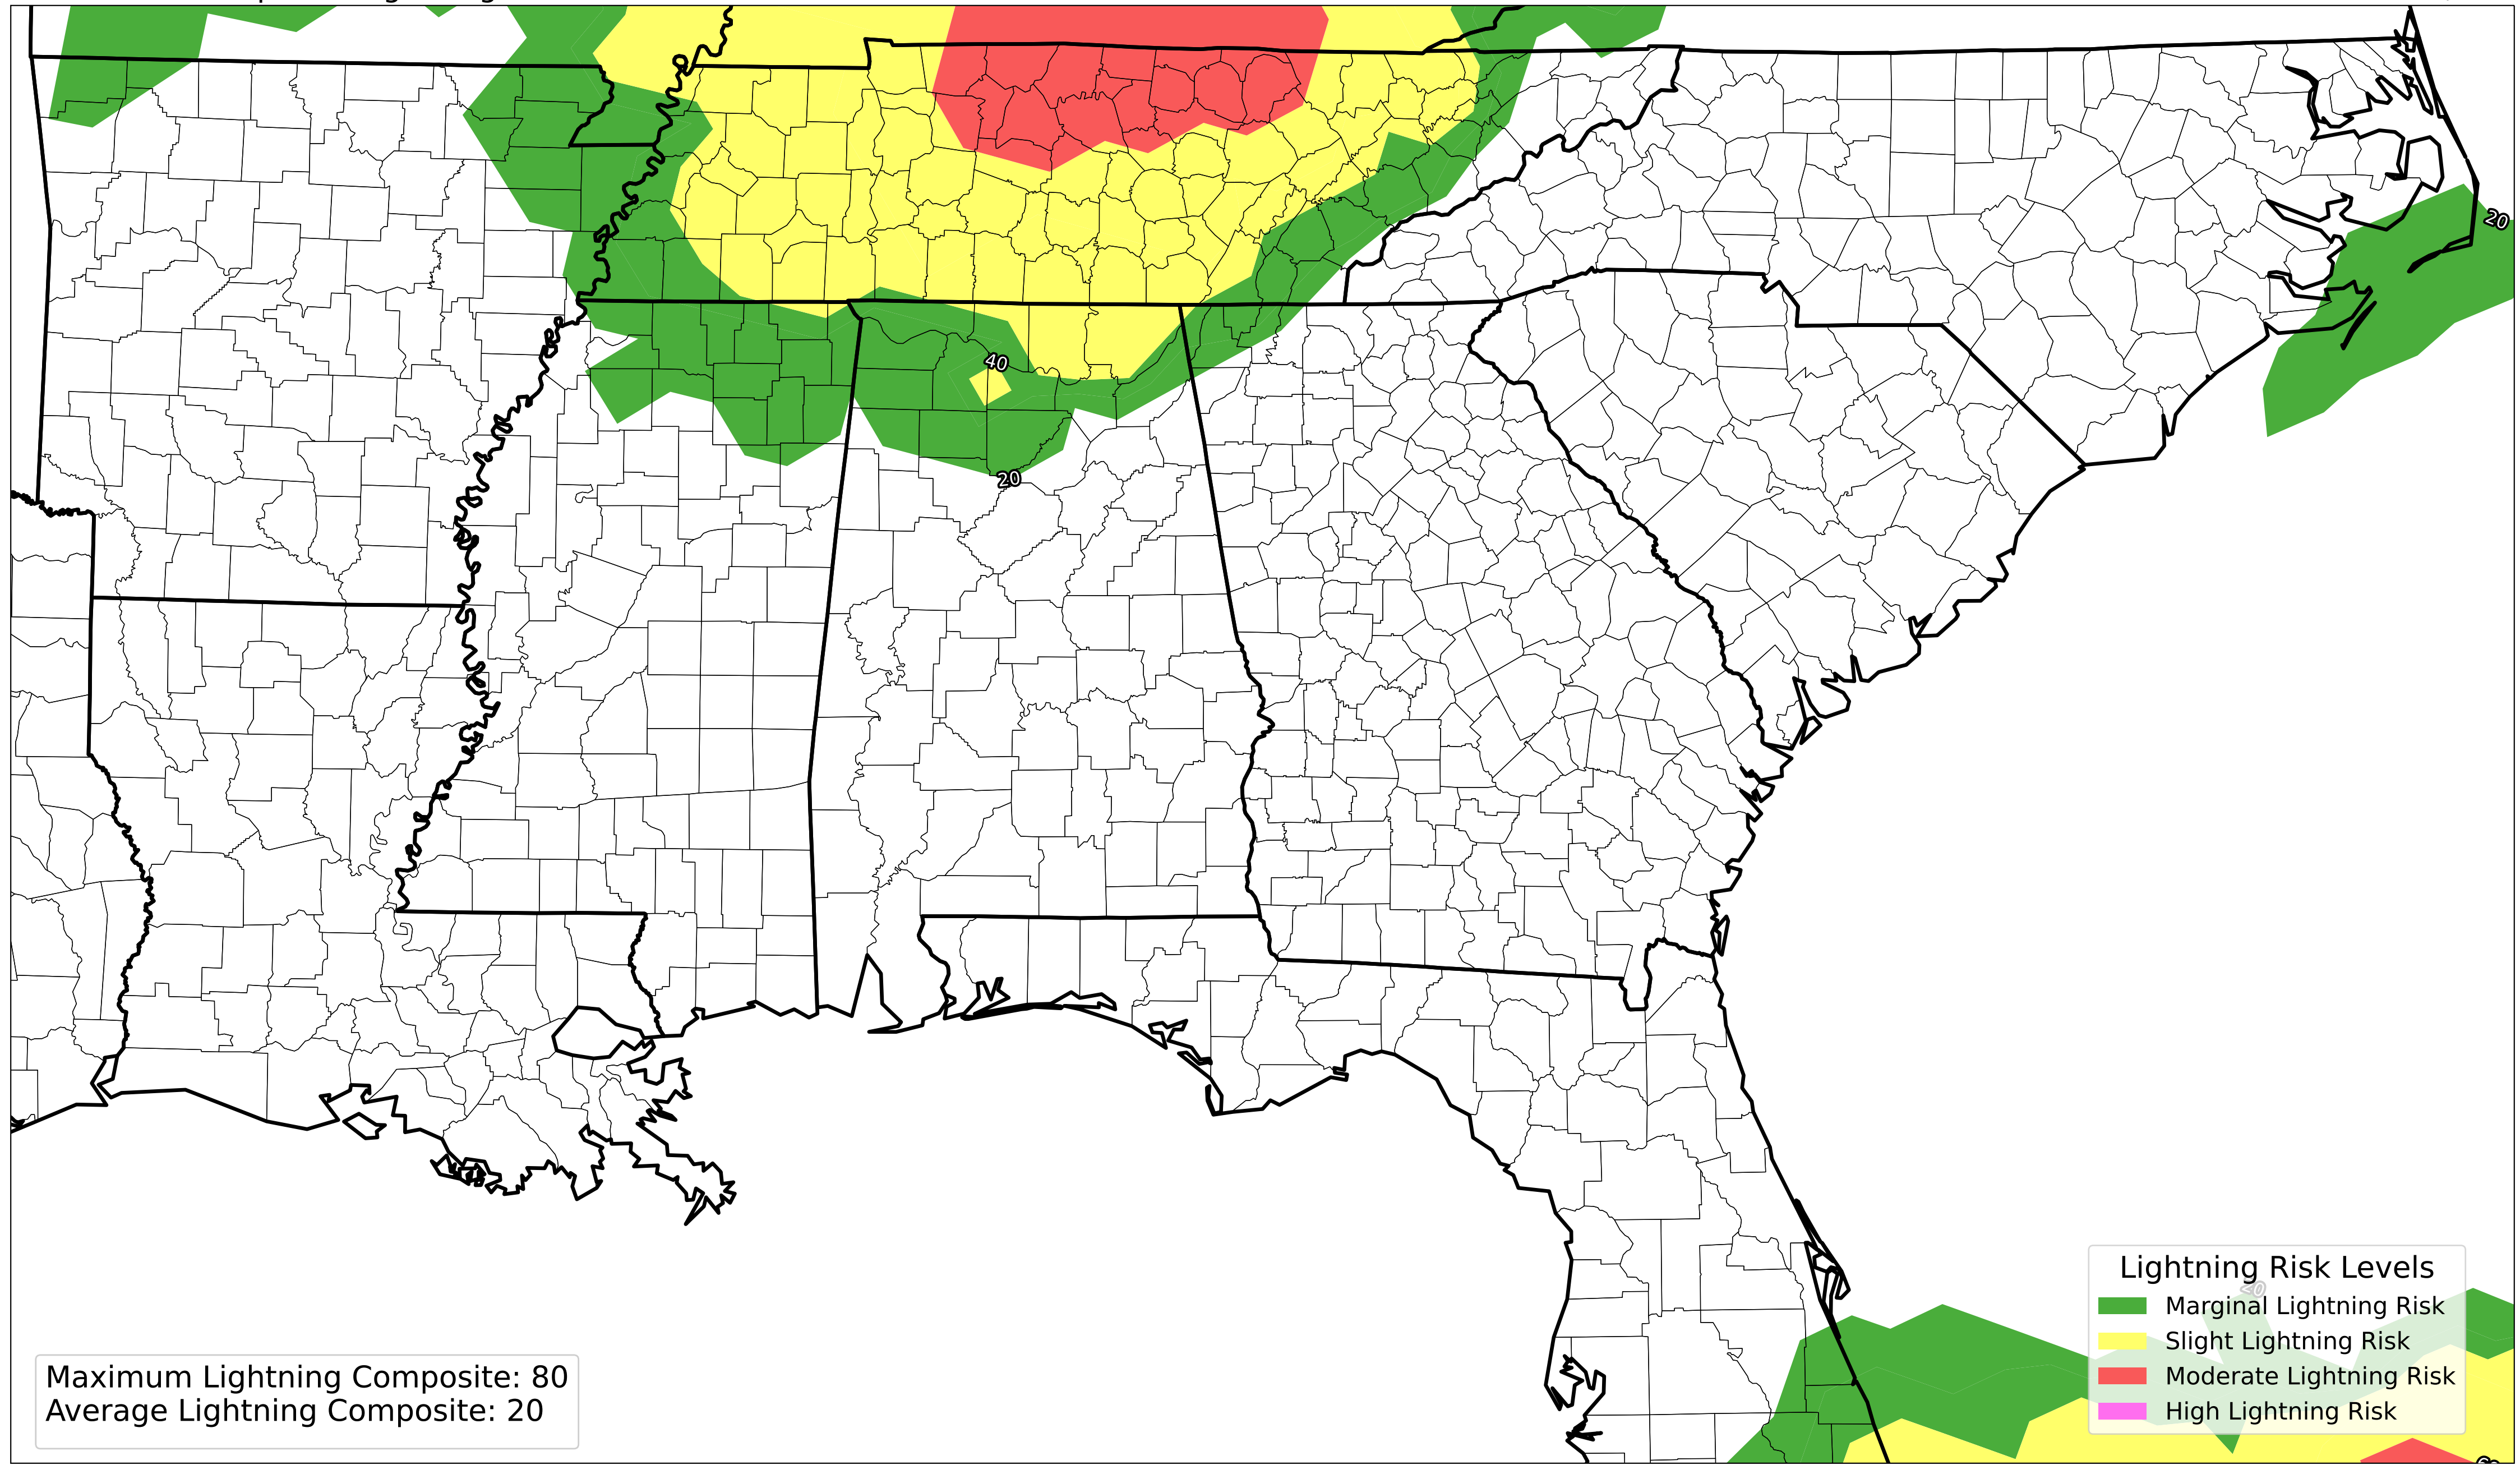 20
40
20
Lightning Risk Levels
20
Marginal Lightning Risk
Slight Lightning Risk
Moderate Lightning Risk
High Lightning Risk
Maximum Lightning Composite: 80
Average Lightning Composite: 20